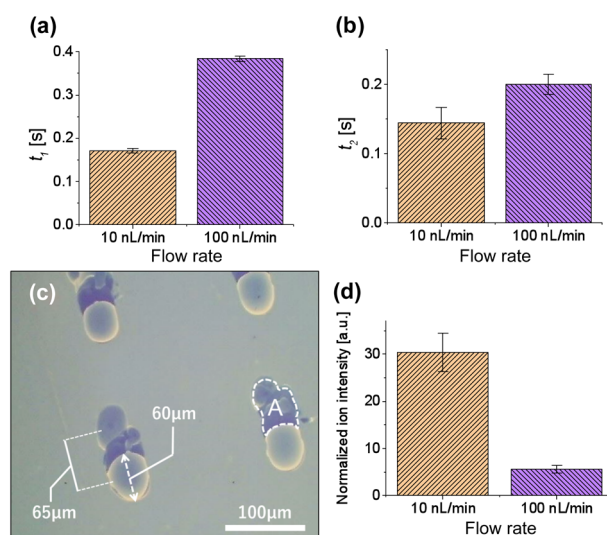 (a)
t₁ [s]
0.4
0.3
0.2
0.1
0.0
10 nL/min 100 nL/min
Flow rate
(b)
t₂ [s]
0.2
0.1
0.0
10 nL/min 100 nL/min
Flow rate
(c)
A
60μm
65μm
100μm
(d)
Normalized ion intensity [a.u.]
30
20
10
5
0
10 nL/min 100 nL/min
Flow rate